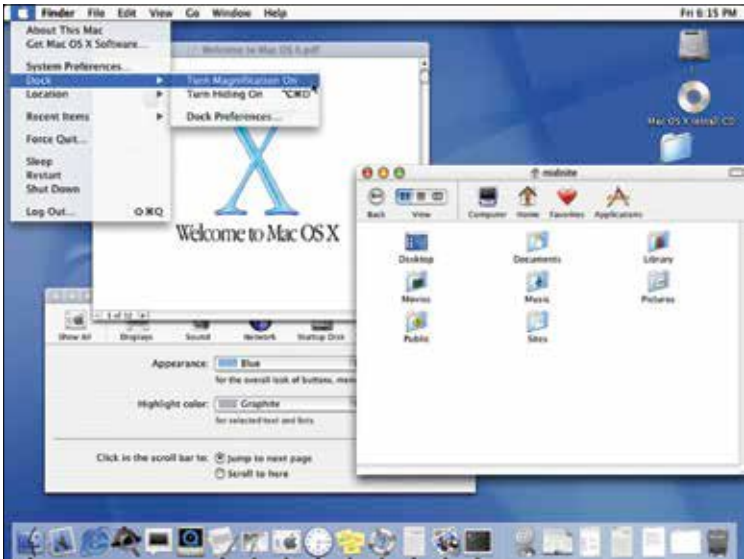 Finder File Edit View Go Window Help
Fri 6:15 PM
About This Mac
Get Mac OS X Software...
System Preferences...
Dock
Location
Recent Items
Force Quit...
Sleep
Restart
Shut Down
Log Out... ⇧⌘Q
Turn Magnification On
Turn Hiding On ⌥⌘D
Dock Preferences...
Welcome to Mac OS X.pdf
X
Welcome to Mac OS X
1 of 32
Mac OS X Install CD
midnite
Back View Computer Home Favorites Applications
Desktop Documents Library
Movies Music Pictures
Public Sites
Show All Displays Sound Network Startup Disk
Appearance: Blue
for the overall look of buttons, men
Highlight color: Graphite
for selected text and lists
Click in the scroll bar to: Jump to next page
Scroll to here